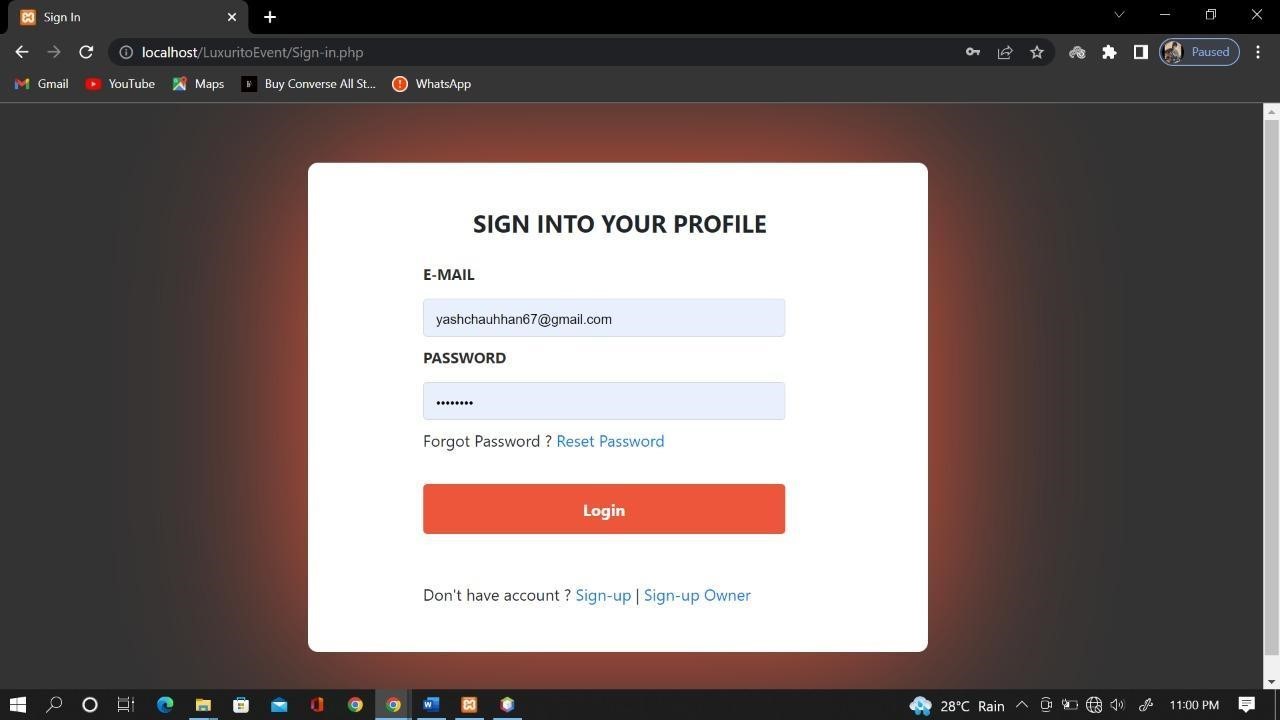 Sign In
localhost/LuxuritoEvent/Sign-in.php
Paused
Gmail YouTube Maps Buy Converse All St... WhatsApp
SIGN INTO YOUR PROFILE
E-MAIL
yashchauhhan67@gmail.com
PASSWORD
••••••••
Forgot Password ? Reset Password
Login
Don't have account ? Sign-up | Sign-up Owner
28°C Rain 11:00 PM